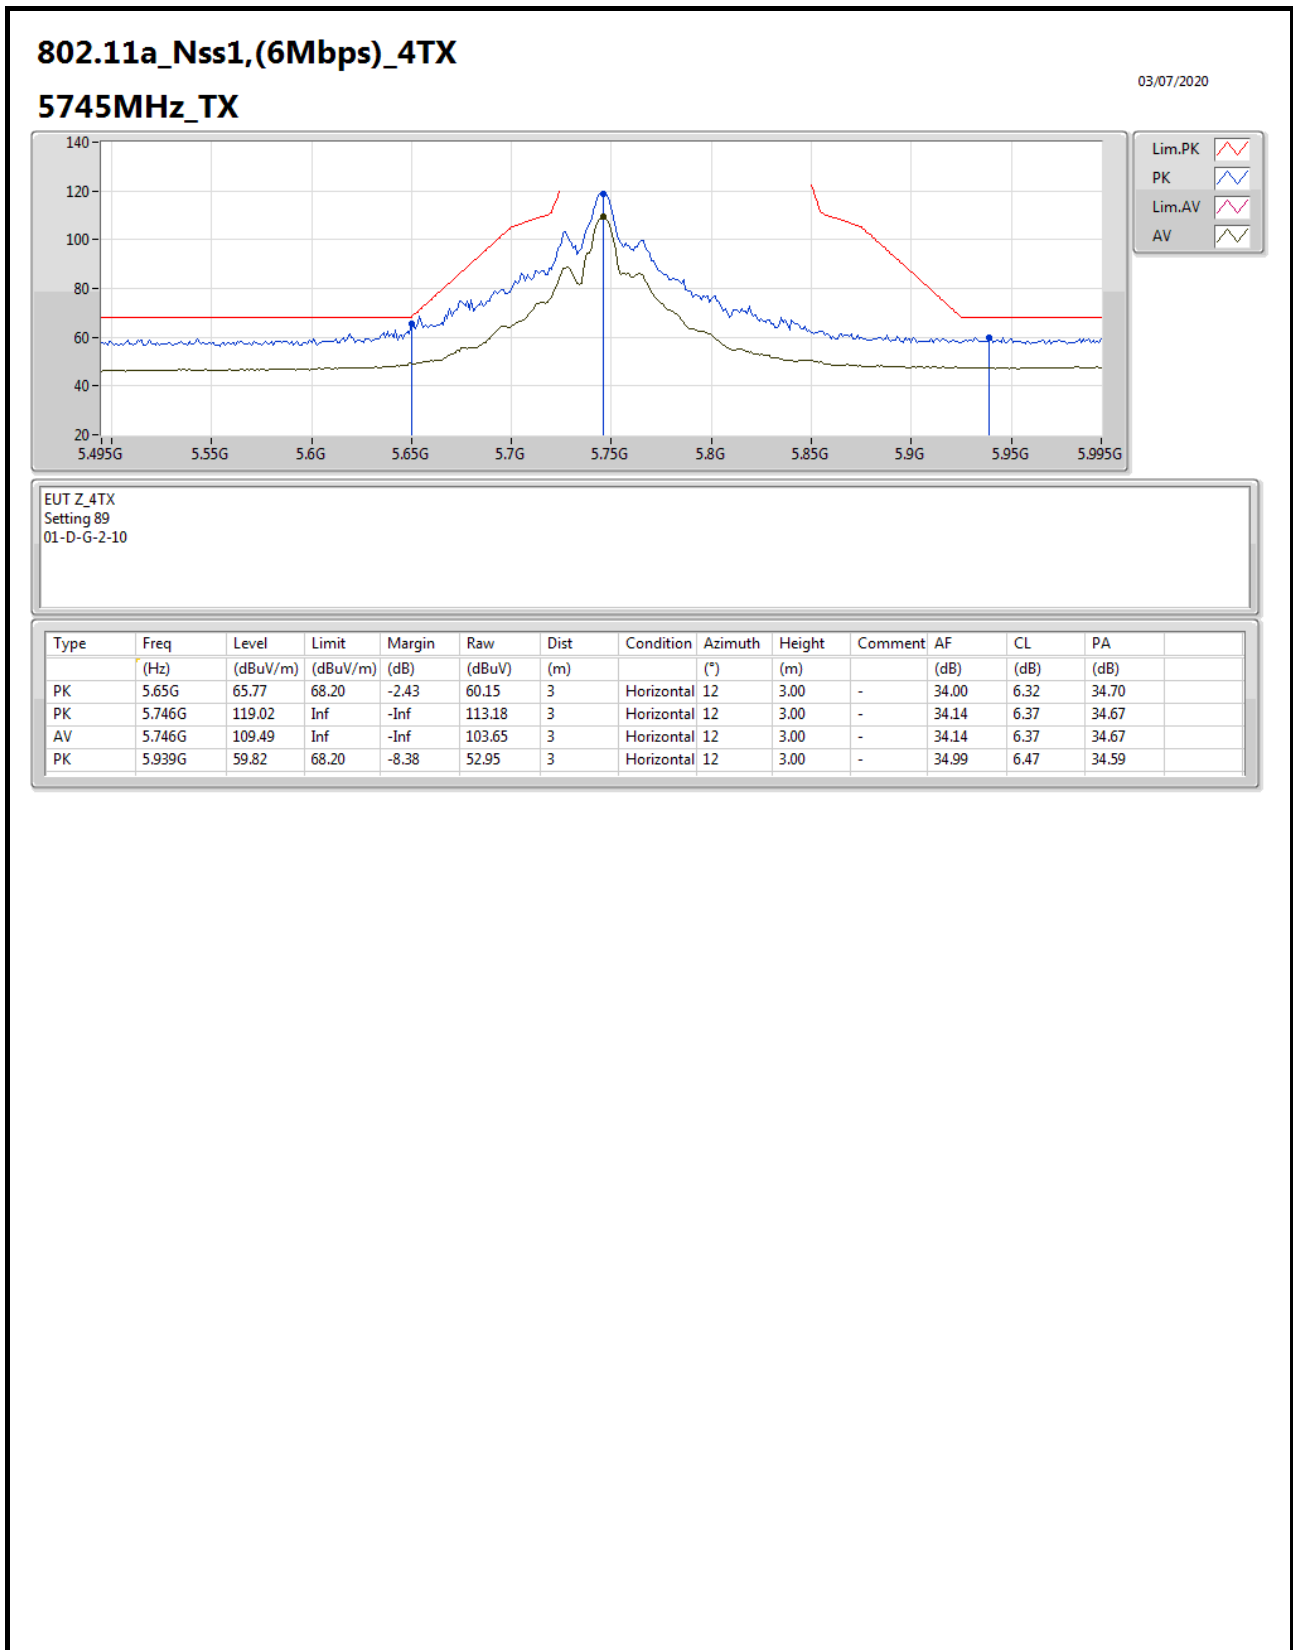 802.11a_Nss1,(6Mbps)_4TX
03/07/2020
5745MHz_TX
140
120
100
80
60
40
20
5.495G 5.55G 5.6G 5.65G 5.7G 5.75G 5.8G 5.85G 5.9G 5.95G 5.995G
Lim.PK
PK
Lim.AV
AV
EUT Z_4TX
Setting 89
01-D-G-2-10
Type Freq Level Limit Margin Raw Dist Condition Azimuth Height Comment AF CL PA
(Hz) (dBuV/m) (dBuV/m) (dB) (dBuV) (m) (°) (m) (dB) (dB) (dB)
PK 5.65G 65.77 68.20 -2.43 60.15 3 Horizontal 12 3.00 - 34.00 6.32 34.70
PK 5.746G 119.02 Inf -Inf 113.18 3 Horizontal 12 3.00 - 34.14 6.37 34.67
AV 5.746G 109.49 Inf -Inf 103.65 3 Horizontal 12 3.00 - 34.14 6.37 34.67
PK 5.939G 59.82 68.20 -8.38 52.95 3 Horizontal 12 3.00 - 34.99 6.47 34.59